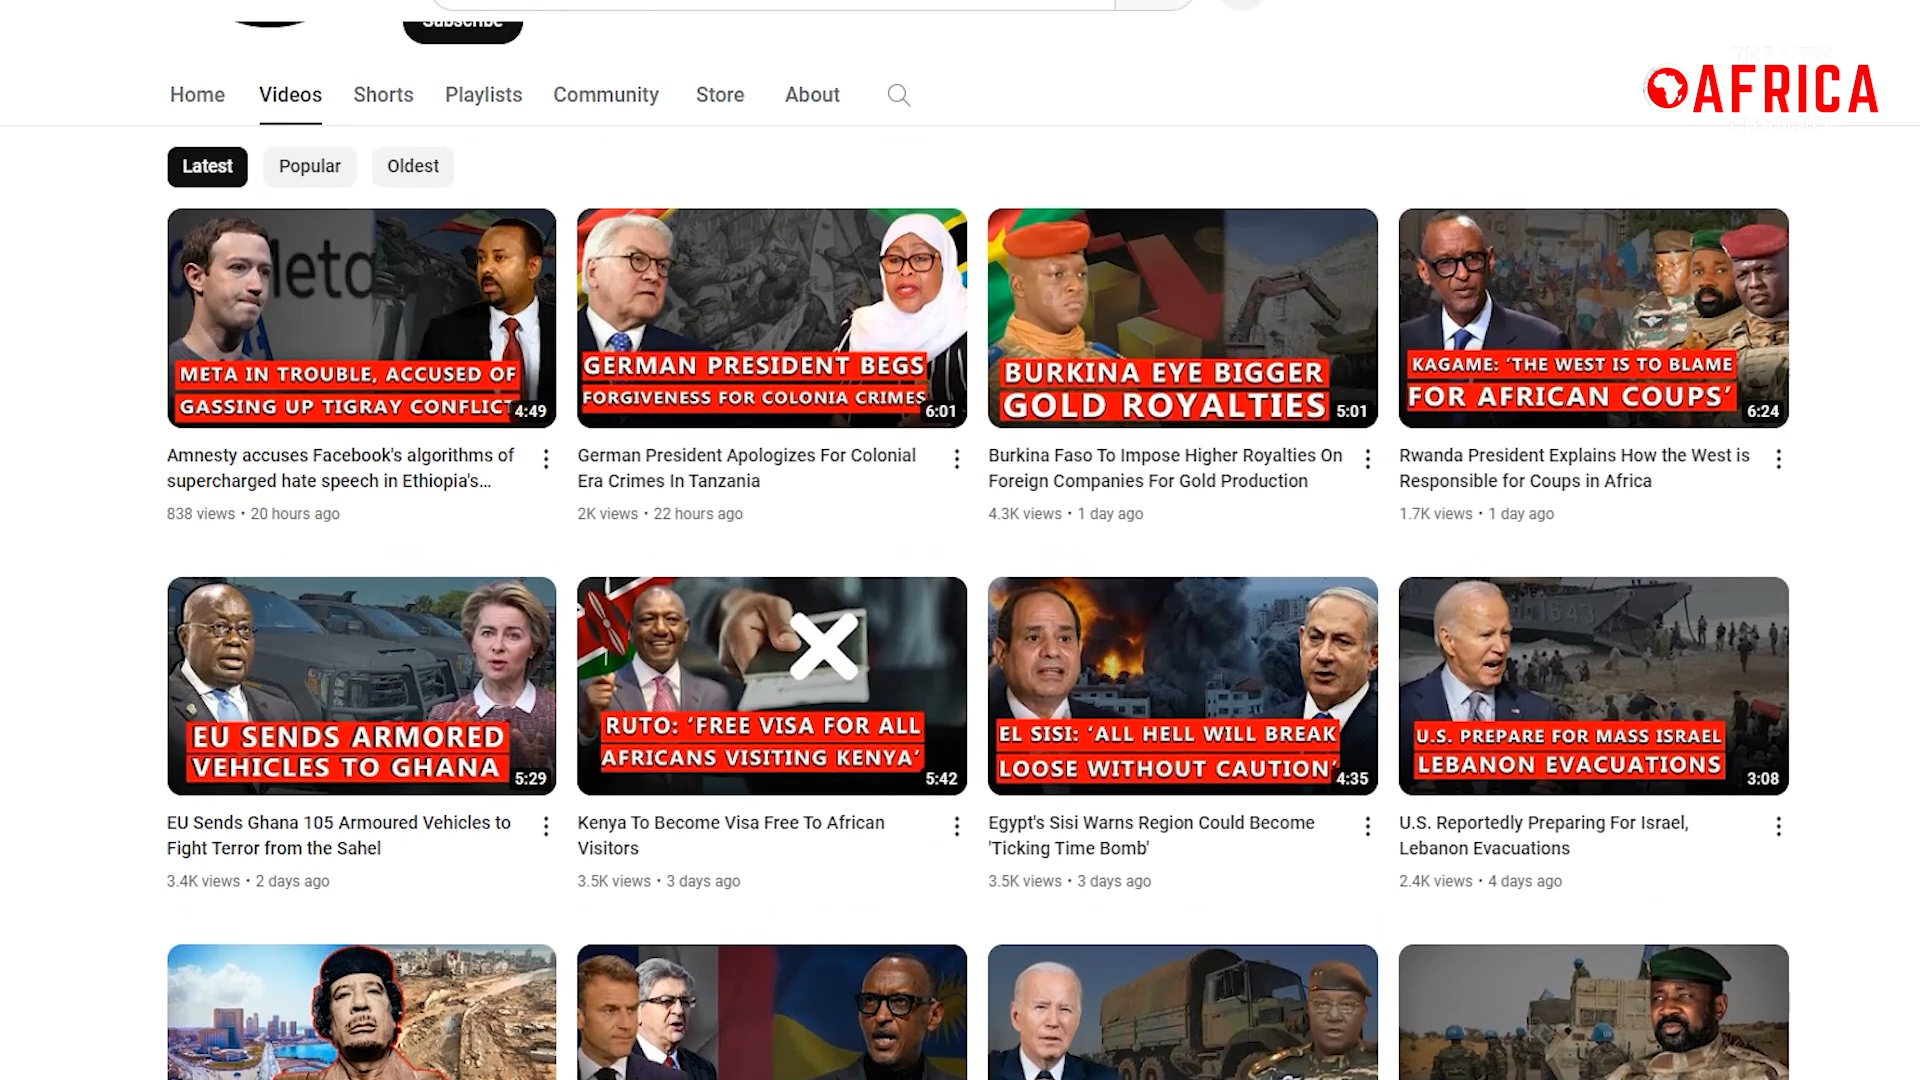 Subscribe
Home Videos Shorts Playlists Community Store About
AFRICA
Latest Popular Oldest
META IN TROUBLE, ACCUSED OF
GASSING UP TIGRAY CONFLICT
4:49
GERMAN PRESIDENT BEGS
FORGIVENESS FOR COLONIA CRIMES
6:01
BURKINA EYE BIGGER
GOLD ROYALTIES
5:01
KAGAME: ‘THE WEST IS TO BLAME
FOR AFRICAN COUPS’
6:24
Amnesty accuses Facebook's algorithms of
supercharged hate speech in Ethiopia's...
838 views • 20 hours ago
German President Apologizes For Colonial
Era Crimes In Tanzania
2K views • 22 hours ago
Burkina Faso To Impose Higher Royalties On
Foreign Companies For Gold Production
4.3K views • 1 day ago
Rwanda President Explains How the West is
Responsible for Coups in Africa
1.7K views • 1 day ago
EU SENDS ARMORED
VEHICLES TO GHANA
5:29
RUTO: ‘FREE VISA FOR ALL
AFRICANS VISITING KENYA’
5:42
EL SISI: ‘ALL HELL WILL BREAK
LOOSE WITHOUT CAUTION’
4:35
1643
U.S. PREPARE FOR MASS ISRAEL
LEBANON EVACUATIONS
3:08
EU Sends Ghana 105 Armoured Vehicles to
Fight Terror from the Sahel
3.4K views • 2 days ago
Kenya To Become Visa Free To African
Visitors
3.5K views • 3 days ago
Egypt's Sisi Warns Region Could Become
'Ticking Time Bomb'
3.5K views • 3 days ago
U.S. Reportedly Preparing For Israel,
Lebanon Evacuations
2.4K views • 4 days ago